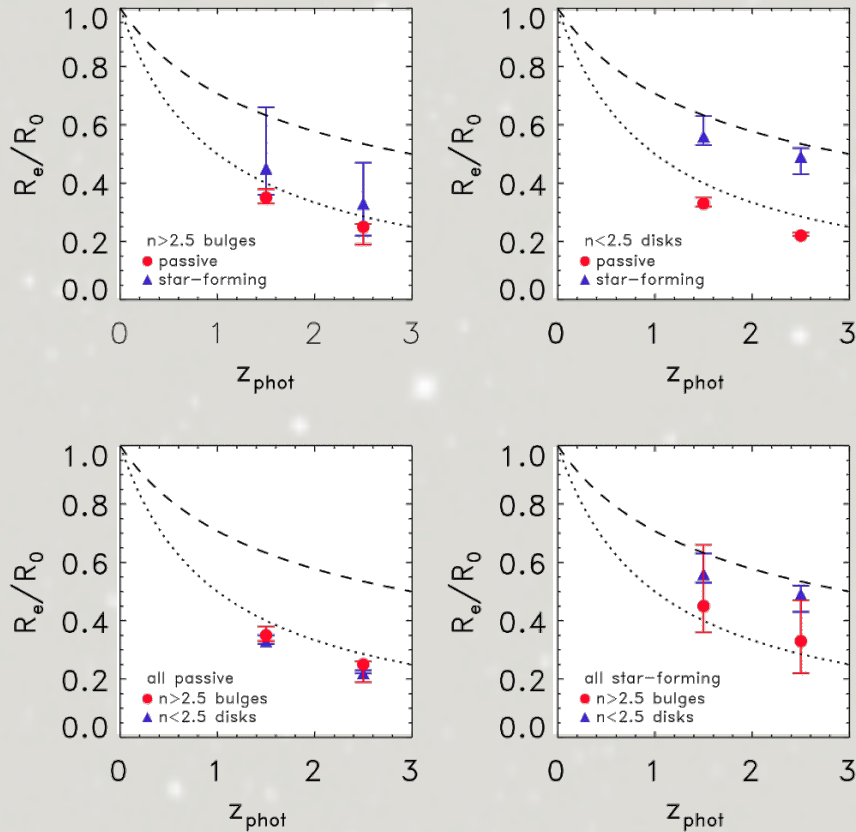 1.0
0.8
0.6
0.4
0.2
0.0
R_e/R_0
n>2.5 bulges
passive
star-forming
0 1 2 3
z_phot
1.0
0.8
0.6
0.4
0.2
0.0
R_e/R_0
n<2.5 disks
passive
star-forming
0 1 2 3
z_phot
1.0
0.8
0.6
0.4
0.2
0.0
R_e/R_0
all passive
n>2.5 bulges
n<2.5 disks
0 1 2 3
z_phot
1.0
0.8
0.6
0.4
0.2
0.0
R_e/R_0
all star-forming
n>2.5 bulges
n<2.5 disks
0 1 2 3
z_phot